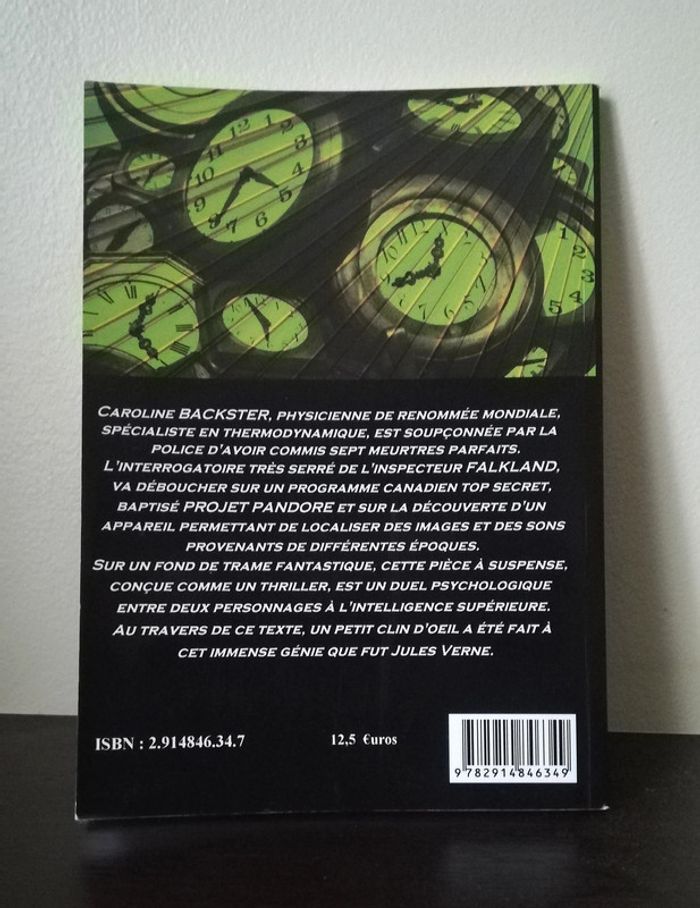 CAROLINE BACKSTER, PHYSICIENNE DE RENOMMÉE MONDIALE,
SPÉCIALISTE EN THERMODYNAMIQUE, EST SOUPÇONNÉE PAR LA
POLICE D'AVOIR COMMIS SEPT MEURTRES PARFAITS.
L'INTERROGATOIRE TRÈS SERRÉ DE L'INSPECTEUR FALKLAND,
VA DÉBOUCHER SUR UN PROGRAMME CANADIEN TOP SECRET,
BAPTISÉ PROJET PANDORE ET SUR LA DÉCOUVERTE D'UN
APPAREIL PERMETTANT DE LOCALISER DES IMAGES ET DES SONS
PROVENANTS DE DIFFÉRENTES ÉPOQUES.
SUR UN FOND DE TRAME FANTASTIQUE, CETTE PIÈCE À SUSPENSE,
CONÇUE COMME UN THRILLER, EST UN DUEL PSYCHOLOGIQUE
ENTRE DEUX PERSONNAGES À L'INTELLIGENCE SUPÉRIEURE.
AU TRAVERS DE CE TEXTE, UN PETIT CLIN D'OEIL A ÉTÉ FAIT À
CET IMMENSE GÉNIE QUE FUT JULES VERNE.
ISBN : 2.914846.34.7
12,5 €uros
9 782914 846349